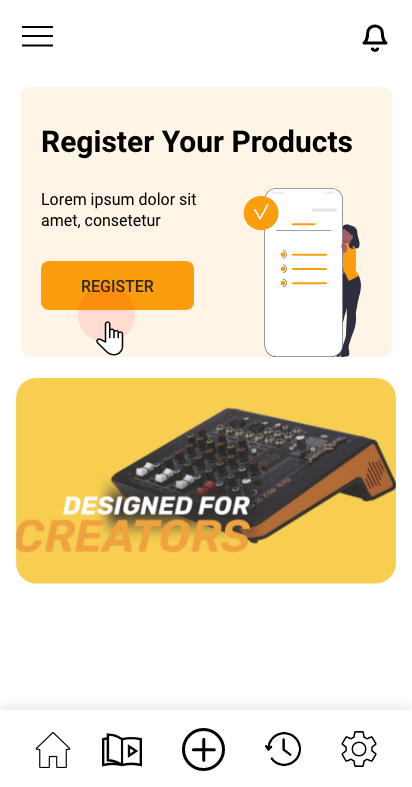 Register Your Products
Lorem ipsum dolor sit
amet, consetetur
REGISTER
DESIGNED FOR
CREATORS